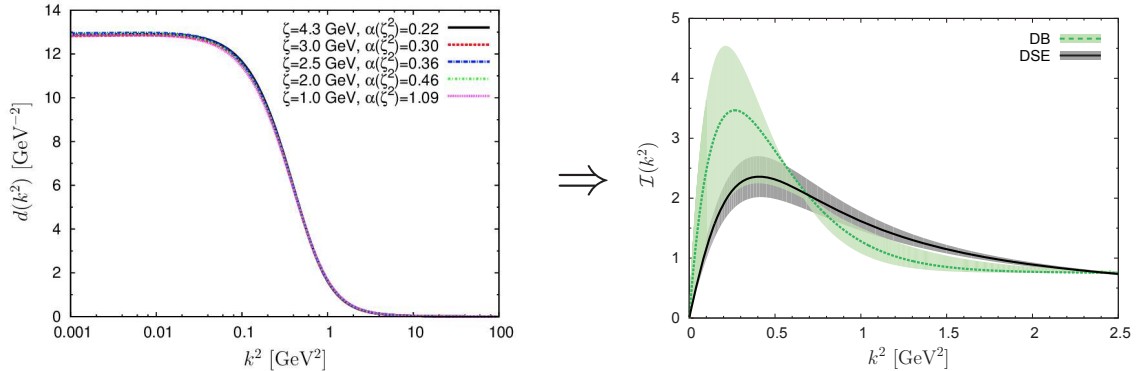 ζ=4.3 GeV, α(ζ²)=0.22
ζ=3.0 GeV, α(ζ²)=0.30
ζ=2.5 GeV, α(ζ²)=0.36
ζ=2.0 GeV, α(ζ²)=0.46
ζ=1.0 GeV, α(ζ²)=1.09
14
12
10
8
6
4
2
0
d(k²) [GeV⁻²]
0.001 0.01 0.1 1 10 100
k² [GeV²]
⇒
DB
DSE
5
4
3
2
1
0
I(k²)
0 0.5 1 1.5 2 2.5
k² [GeV²]